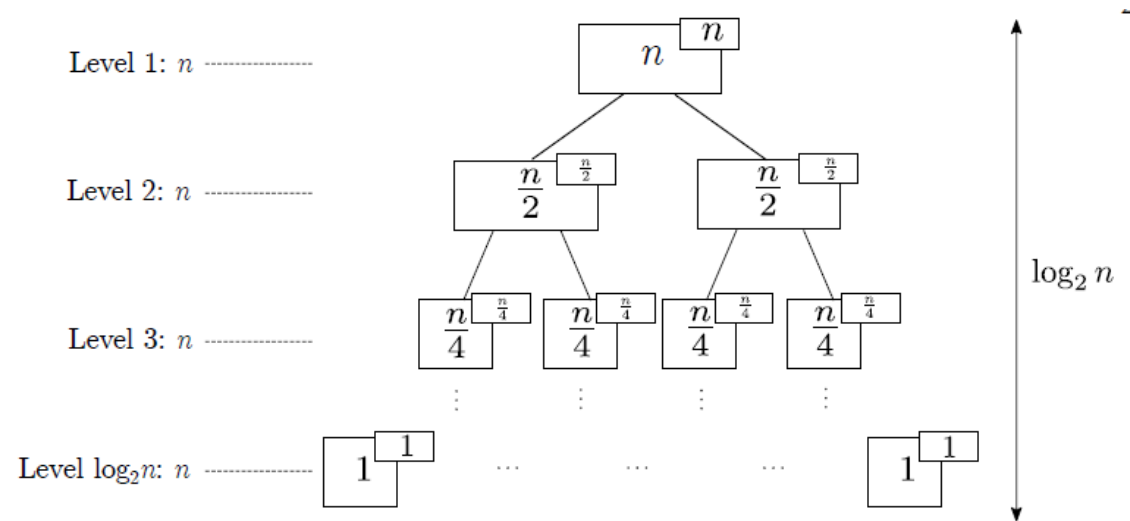 Level 1: n
n
n
Level 2: n
n/2
n/2
n/2
n/2
log₂ n
Level 3: n
n/4
n/4
n/4
n/4
n/4
n/4
n/4
n/4
⋮ ⋮ ⋮ ⋮
Level log₂n: n
1
1
... ... ...
1
1